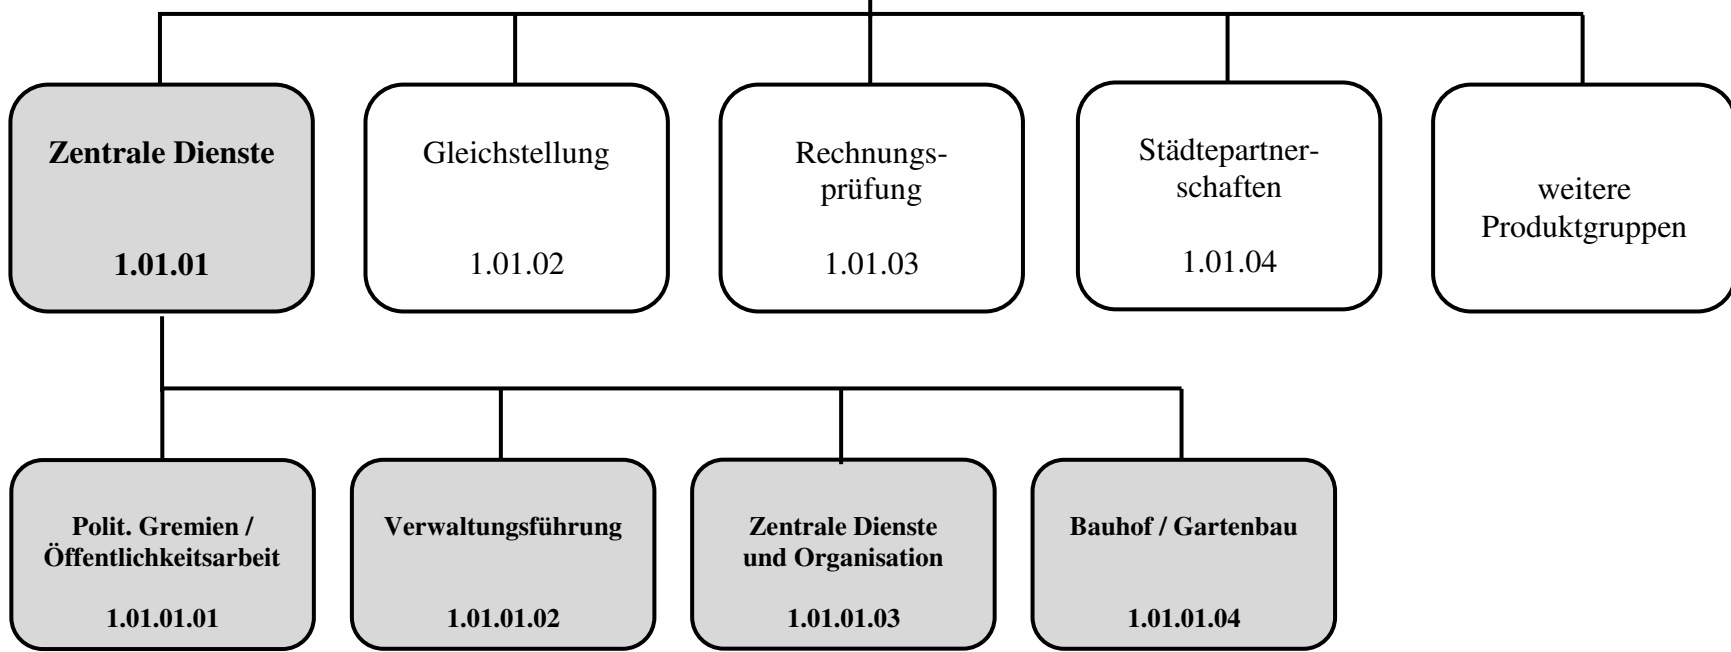 Zentrale Dienste
1.01.01
Gleichstellung
1.01.02
Rechnungs-
prüfung
1.01.03
Städtepartner-
schaften
1.01.04
weitere
Produktgruppen
Polit. Gremien /
Öffentlichkeitsarbeit
1.01.01.01
Verwaltungsführung
1.01.01.02
Zentrale Dienste
und Organisation
1.01.01.03
Bauhof / Gartenbau
1.01.01.04